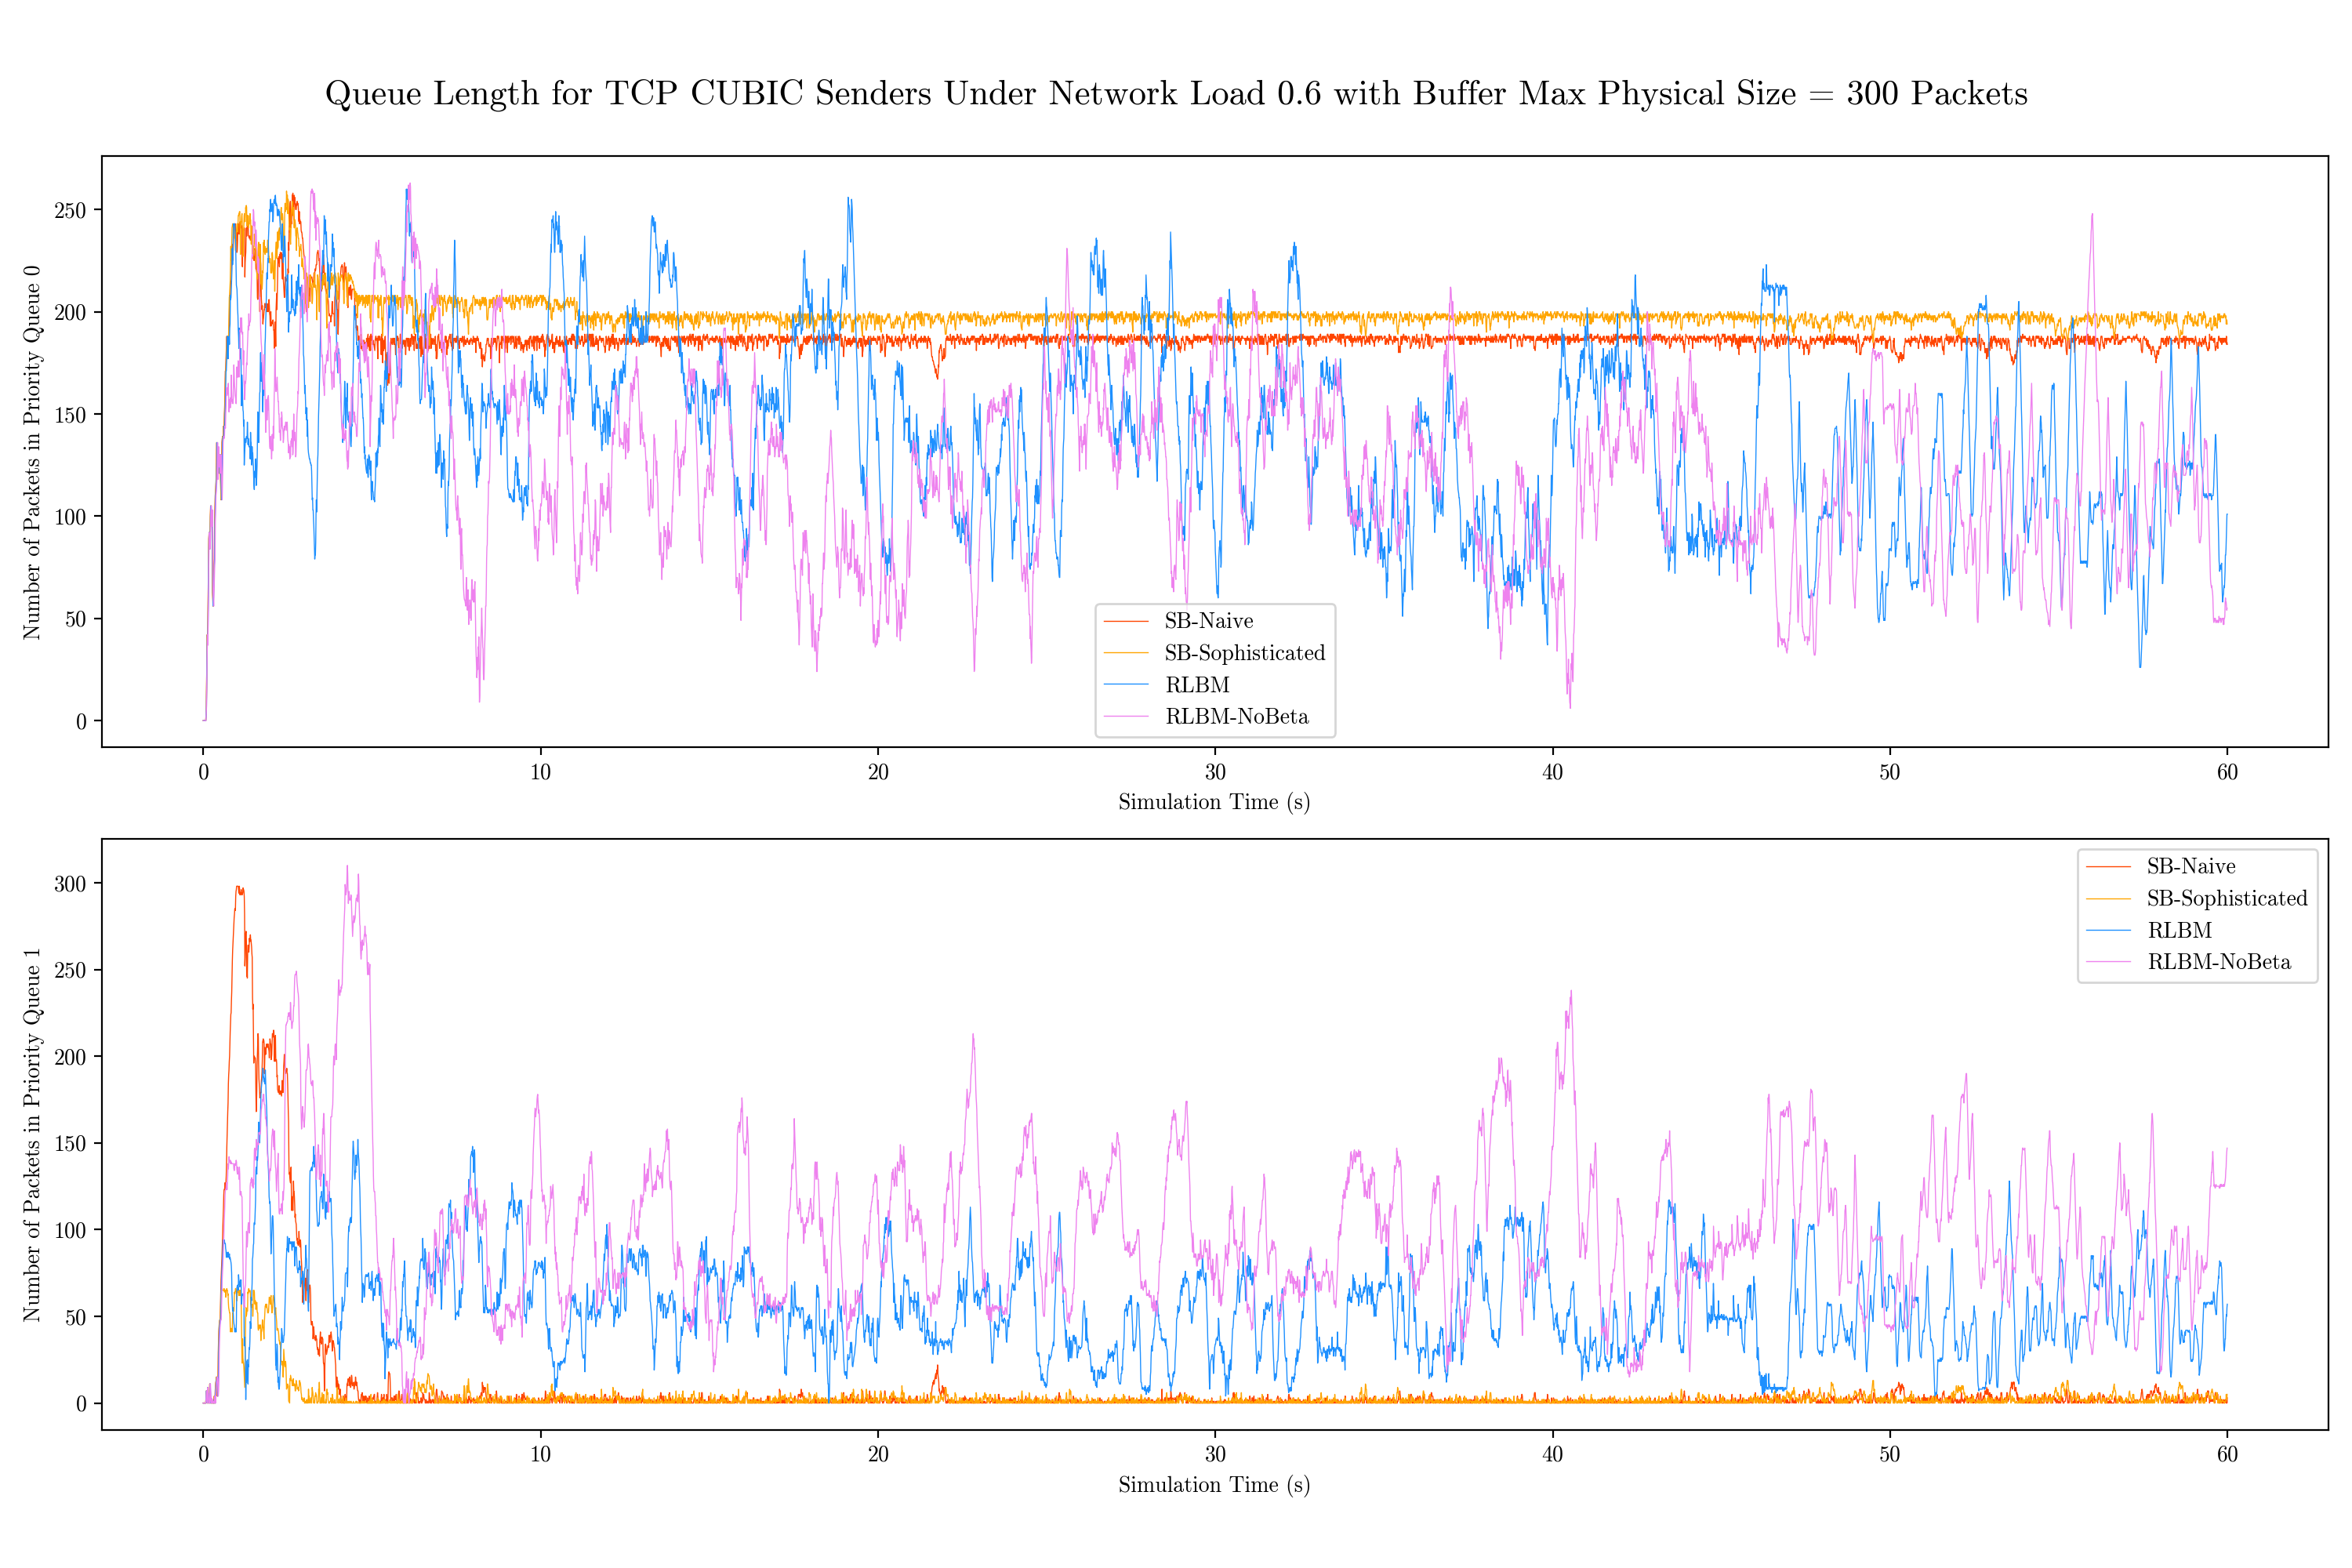 Queue Length for TCP CUBIC Senders Under Network Load 0.6 with Buffer Max Physical Size = 300 Packets
Number of Packets in Priority Queue 0
250
200
150
100
50
0
SB-Naive
SB-Sophisticated
RLBM
RLBM-NoBeta
0 10 20 30 40 50 60
Simulation Time (s)
Number of Packets in Priority Queue 1
300
250
200
150
100
50
0
SB-Naive
SB-Sophisticated
RLBM
RLBM-NoBeta
0 10 20 30 40 50 60
Simulation Time (s)